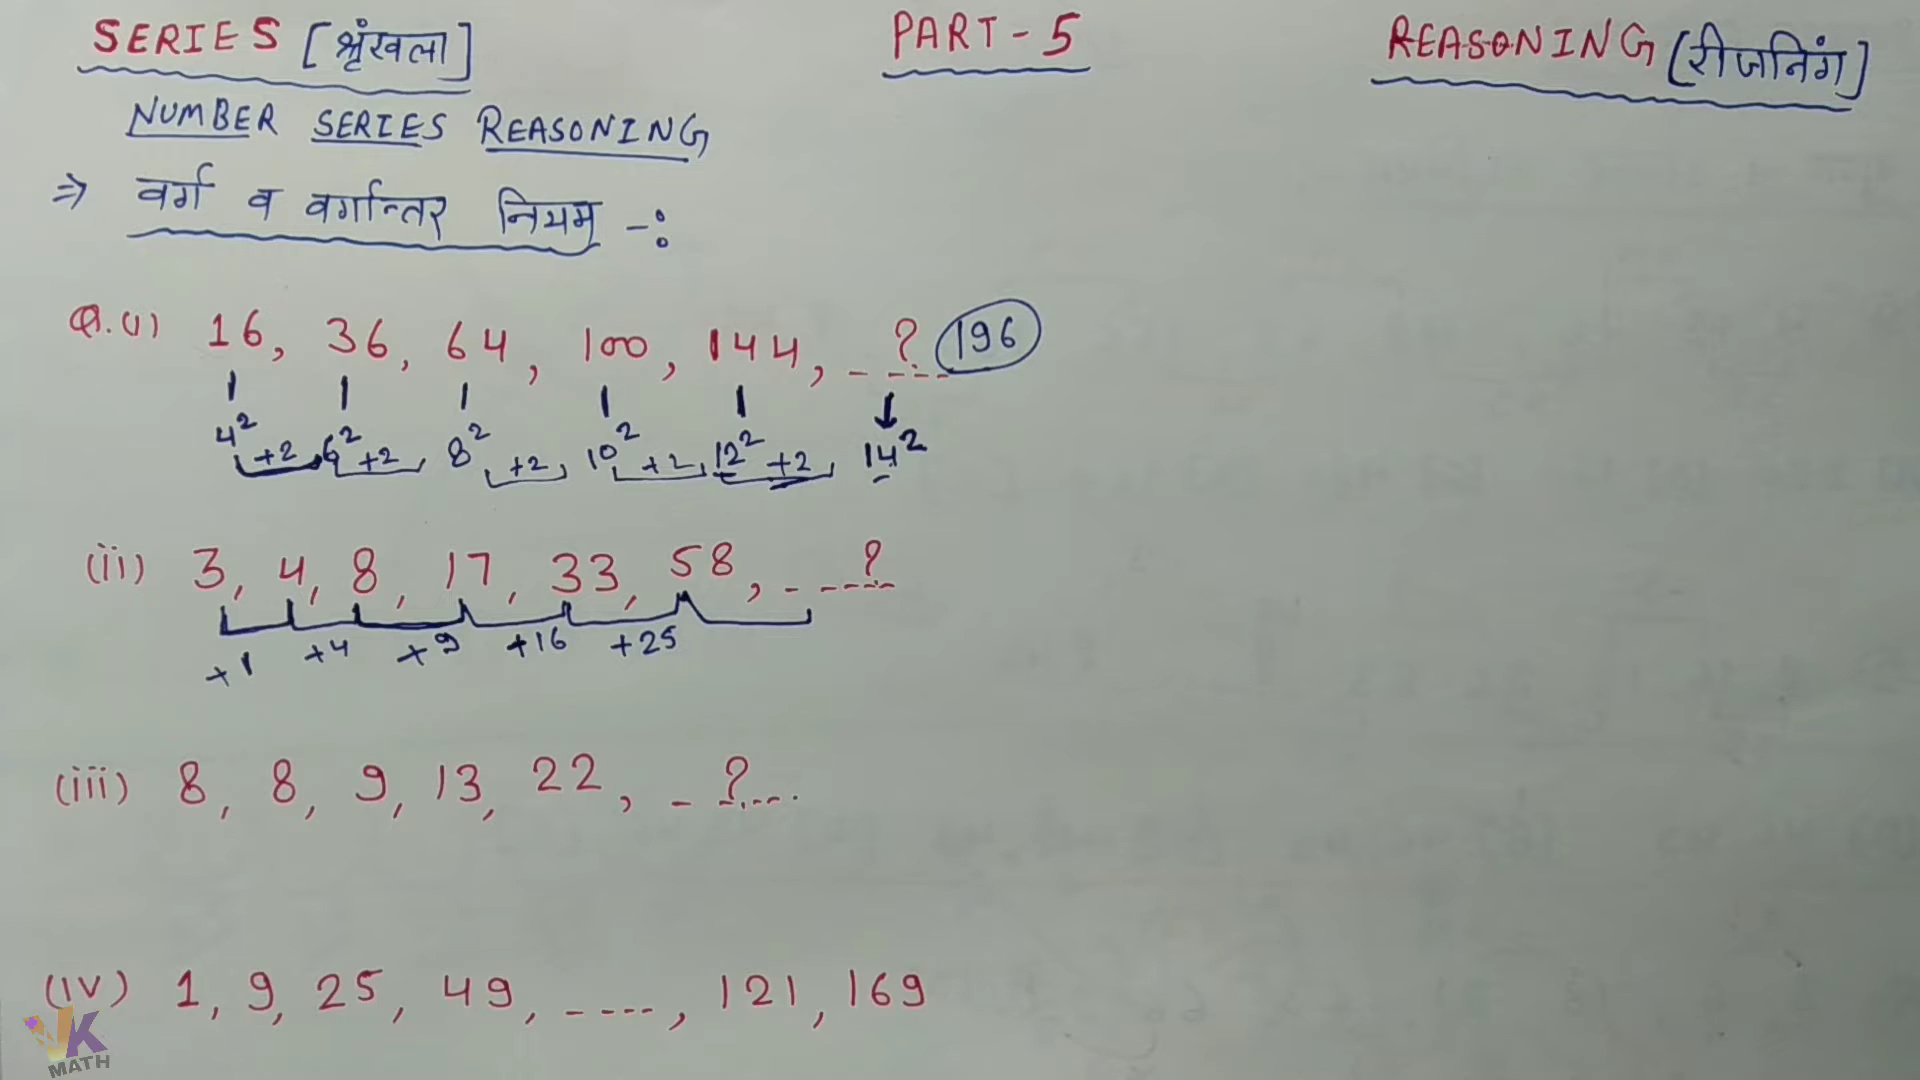 SERIES [श्रृंखला] PART-5 REASONING [रीजनिंग]
NUMBER SERIES REASONING
⇒ वर्ग व वर्गान्तर नियम -:
Q.(i) 16, 36, 64, 100, 144, ----? 196
4² +2 6² +2 8² +2 10² +2 12² +2 14²
(ii) 3, 4, 8, 17, 33, 58, ----?
+1 +4 +9 +16 +25
(iii) 8, 8, 9, 13, 22, -?---.
(iv) 1, 9, 25, 49, ----, 121, 169
VK
MATH